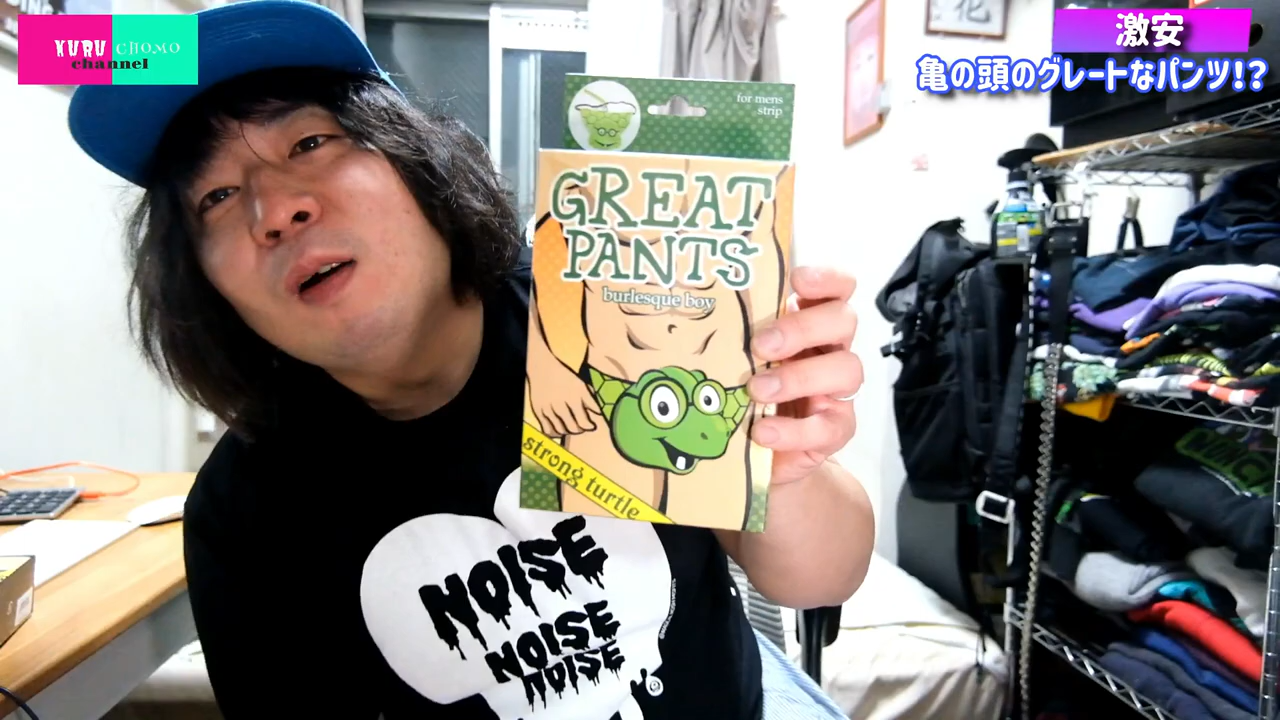 KURU CHOMO
channel
激安
亀の頭のグレートなパンツ!?
for mens
strip
GREAT
PANTS
burlesque boy
strong turtle
NOISE
NOISE
NOISE